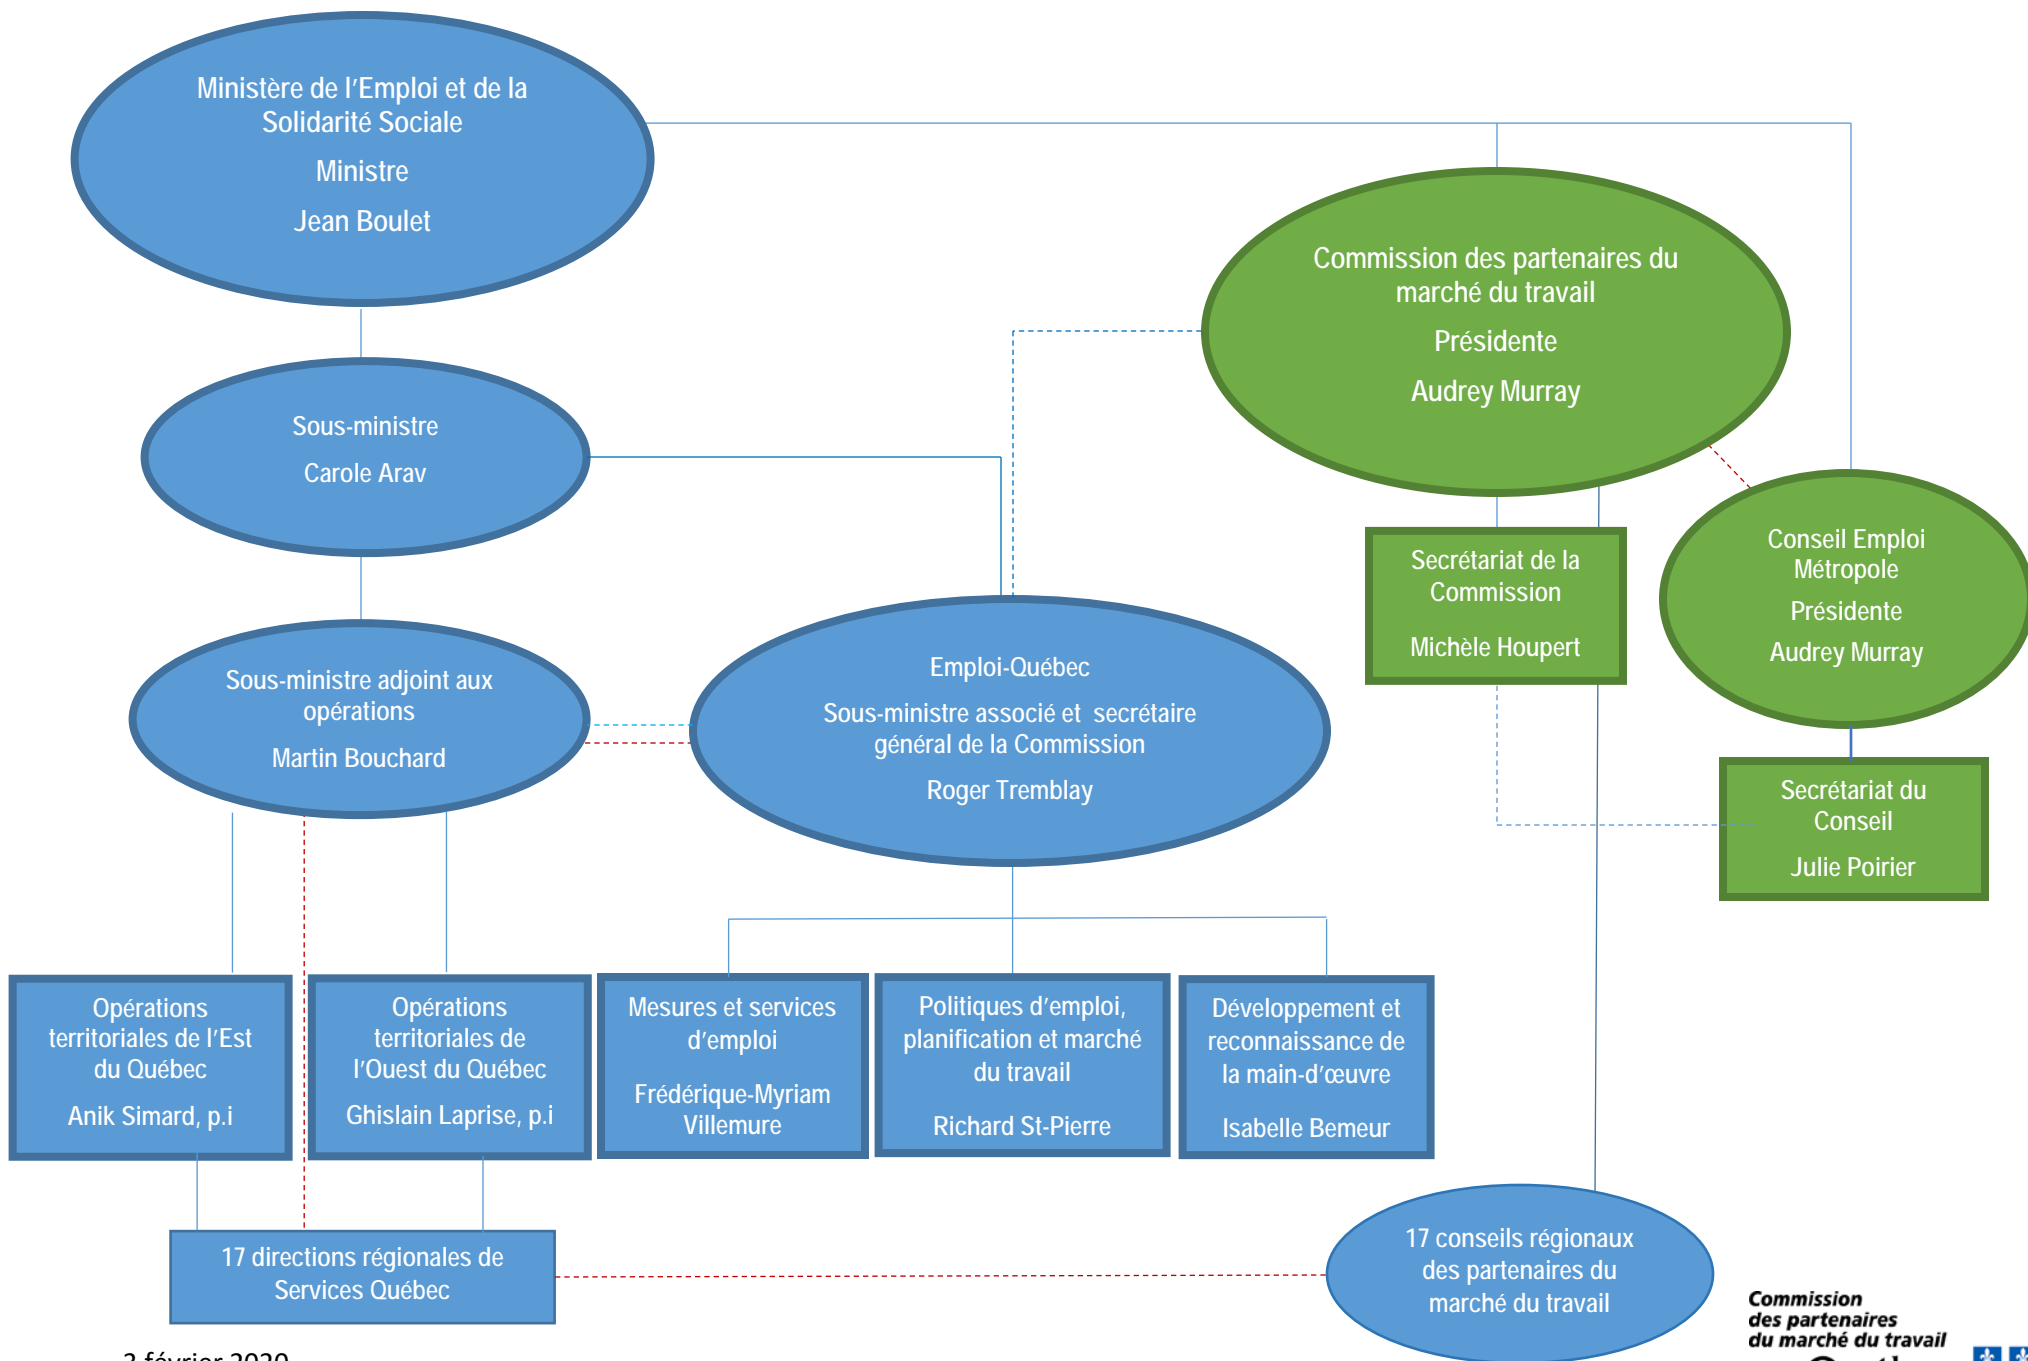 Ministère de l'Emploi et de la
Solidarité Sociale
Ministre
Jean Boulet
Commission des partenaires du
marché du travail
Présidente
Audrey Murray
Sous-ministre
Carole Arav
Secrétariat de la
Commission
Michèle Houpert
Conseil Emploi
Métropole
Présidente
Audrey Murray
Sous-ministre adjoint aux
opérations
Martin Bouchard
Emploi-Québec
Sous-ministre associé et secrétaire
général de la Commission
Roger Tremblay
Secrétariat du
Conseil
Julie Poirier
Opérations
territoriales de l'Est
du Québec
Anik Simard, p.i
Opérations
territoriales de
l'Ouest du Québec
Ghislain Laprise, p.i
Mesures et services
d'emploi
Frédérique-Myriam
Villemure
Politiques d'emploi,
planification et marché
du travail
Richard St-Pierre
Développement et
reconnaissance de
la main-d'œuvre
Isabelle Bemeur
17 directions régionales de
Services Québec
17 conseils régionaux
des partenaires du
marché du travail
3 février 2020
Commission
des partenaires
du marché du travail